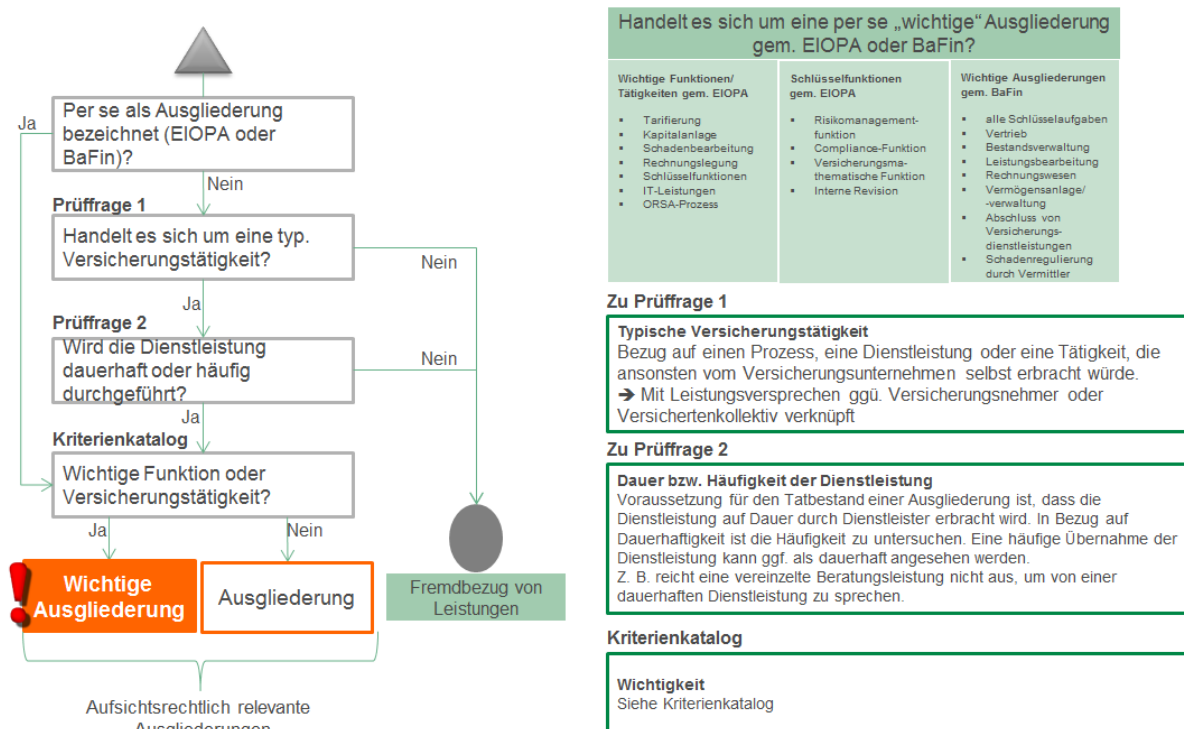 Per se als Ausgliederung
bezeichnet (EIOPA oder
BaFin)?
Ja
Nein
Prüffrage 1
Handelt es sich um eine typ.
Versicherungstätigkeit?
Nein
Ja
Prüffrage 2
Wird die Dienstleistung
dauerhaft oder häufig
durchgeführt?
Nein
Ja
Kriterienkatalog
Wichtige Funktion oder
Versicherungstätigkeit?
Ja
Nein
Wichtige
Ausgliederung
Ausgliederung
Fremdbezug von
Leistungen
Aufsichtsrechtlich relevante
Ausgliederungen
Handelt es sich um eine per se „wichtige“ Ausgliederung
gem. EIOPA oder BaFin?
Wichtige Funktionen/
Tätigkeiten gem. EIOPA
▪ Tarifierung
▪ Kapitalanlage
▪ Schadenbearbeitung
▪ Rechnungslegung
▪ Schlüsselfunktionen
▪ IT-Leistungen
▪ ORSA-Prozess
Schlüsselfunktionen
gem. EIOPA
▪ Risikomanagement-
funktion
▪ Compliance-Funktion
▪ Versicherungsma-
thematische Funktion
▪ Interne Revision
Wichtige Ausgliederungen
gem. BaFin
▪ alle Schlüsselaufgaben
▪ Vertrieb
▪ Bestandsverwaltung
▪ Leistungsbearbeitung
▪ Rechnungswesen
▪ Vermögensanlage/
-verwaltung
▪ Abschluss von
Versicherungs-
dienstleistungen
▪ Schadenregulierung
durch Vermittler
Zu Prüffrage 1
Typische Versicherungstätigkeit
Bezug auf einen Prozess, eine Dienstleistung oder eine Tätigkeit, die
ansonsten vom Versicherungsunternehmen selbst erbracht würde.
➔ Mit Leistungsversprechen ggü. Versicherungsnehmer oder
Versichertenkollektiv verknüpft
Zu Prüffrage 2
Dauer bzw. Häufigkeit der Dienstleistung
Voraussetzung für den Tatbestand einer Ausgliederung ist, dass die
Dienstleistung auf Dauer durch Dienstleister erbracht wird. In Bezug auf
Dauerhaftigkeit ist die Häufigkeit zu untersuchen. Eine häufige Übernahme der
Dienstleistung kann ggf. als dauerhaft angesehen werden.
Z. B. reicht eine vereinzelte Beratungsleistung nicht aus, um von einer
dauerhaften Dienstleistung zu sprechen.
Kriterienkatalog
Wichtigkeit
Siehe Kriterienkatalog